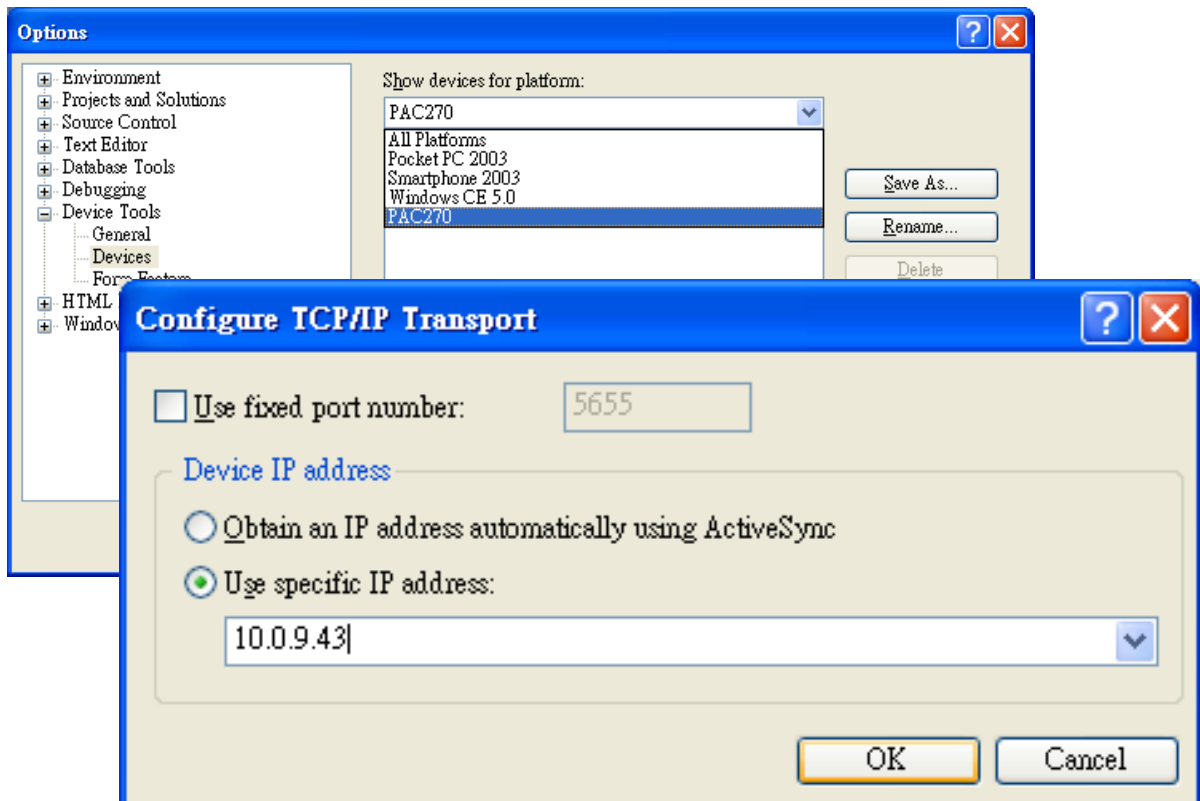 Options
Environment
Projects and Solutions
Source Control
Text Editor
Database Tools
Debugging
Device Tools
General
Devices
Form Factors
HTML
Window
Show devices for platform:
PAC270
All Platforms
Pocket PC 2003
Smartphone 2003
Windows CE 5.0
PAC270
Save As...
Rename...
Delete
Configure TCP/IP Transport
Use fixed port number:
5655
Device IP address
Obtain an IP address automatically using ActiveSync
Use specific IP address:
10.0.9.43
OK
Cancel